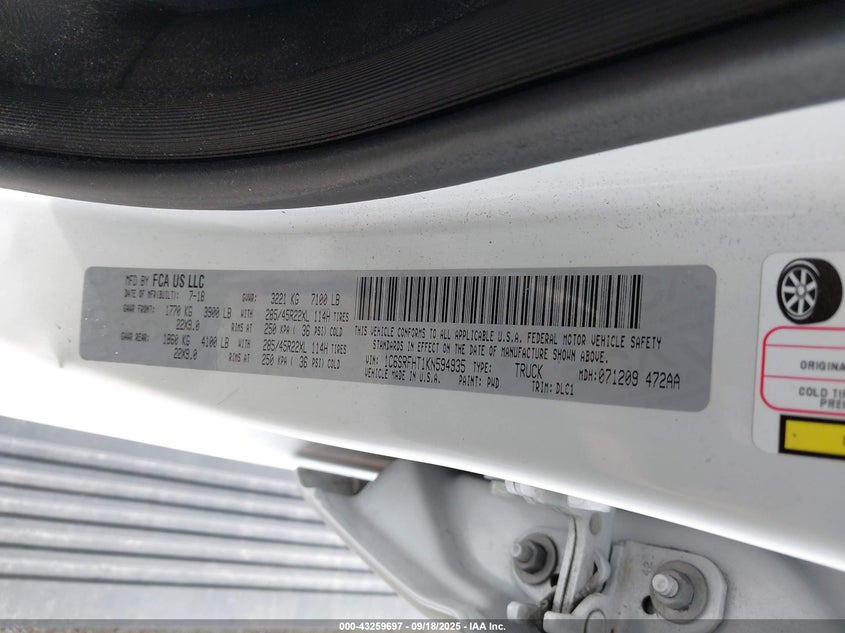 MFD BY FCA US LLC
DATE OF MFR(BUILT): 7-18 GVWR: 3221 KG 7100 LB
GAWR FRONT: 1770 KG 3900 LB WITH 285/45R22XL 114H TIRES
22X9.0 RIMS AT 250 KPA ( 36 PSI) COLD
GAWR REAR: 1860 KG 4100 LB WITH 285/45R22XL 114H TIRES
22X9.0 RIMS AT 250 KPA ( 36 PSI) COLD
THIS VEHICLE CONFORMS TO ALL APPLICABLE U.S.A. FEDERAL MOTOR VEHICLE SAFETY
STANDARDS IN EFFECT ON THE DATE OF MANUFACTURE SHOWN ABOVE.
VIN: 1C6SRFHT1KN594935 TYPE: TRUCK MDH: 071209 472AA
VEHICLE MADE IN U.S.A. PAINT: PWD TRIM: DLC1
ORIGINA
COLD TI
42
000-43259697 - 09/18/2025 - IAA Inc.